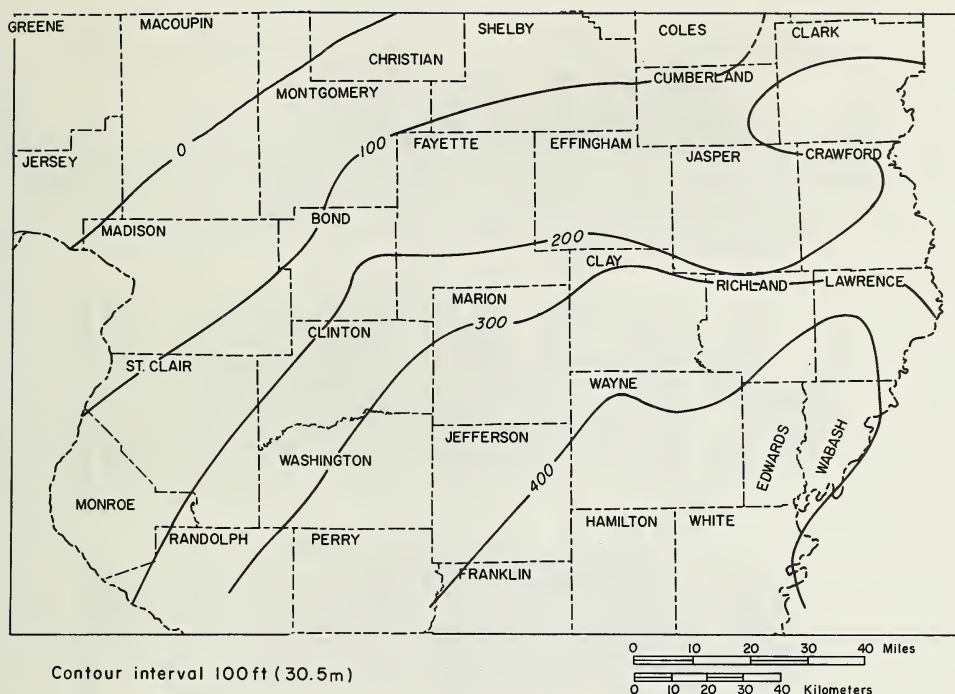 GREENE
MACOUPIN
SHELBY
COLES
CLARK
CHRISTIAN
MONTGOMERY
CUMBERLAND
0
100
JERSEY
FAYETTE
EFFINGHAM
JASPER
CRAWFORD
MADISON
BOND
200
CLAY
RICHLAND
LAWRENCE
MARION
300
CLINTON
ST. CLAIR
WAYNE
JEFFERSON
EDWARDS
WABASH
WASHINGTON
400
MONROE
RANDOLPH
PERRY
HAMILTON
WHITE
FRANKLIN
Contour interval 100 ft (30.5m)
0 10 20 30 40 Miles
0 10 20 30 40 Kilometers